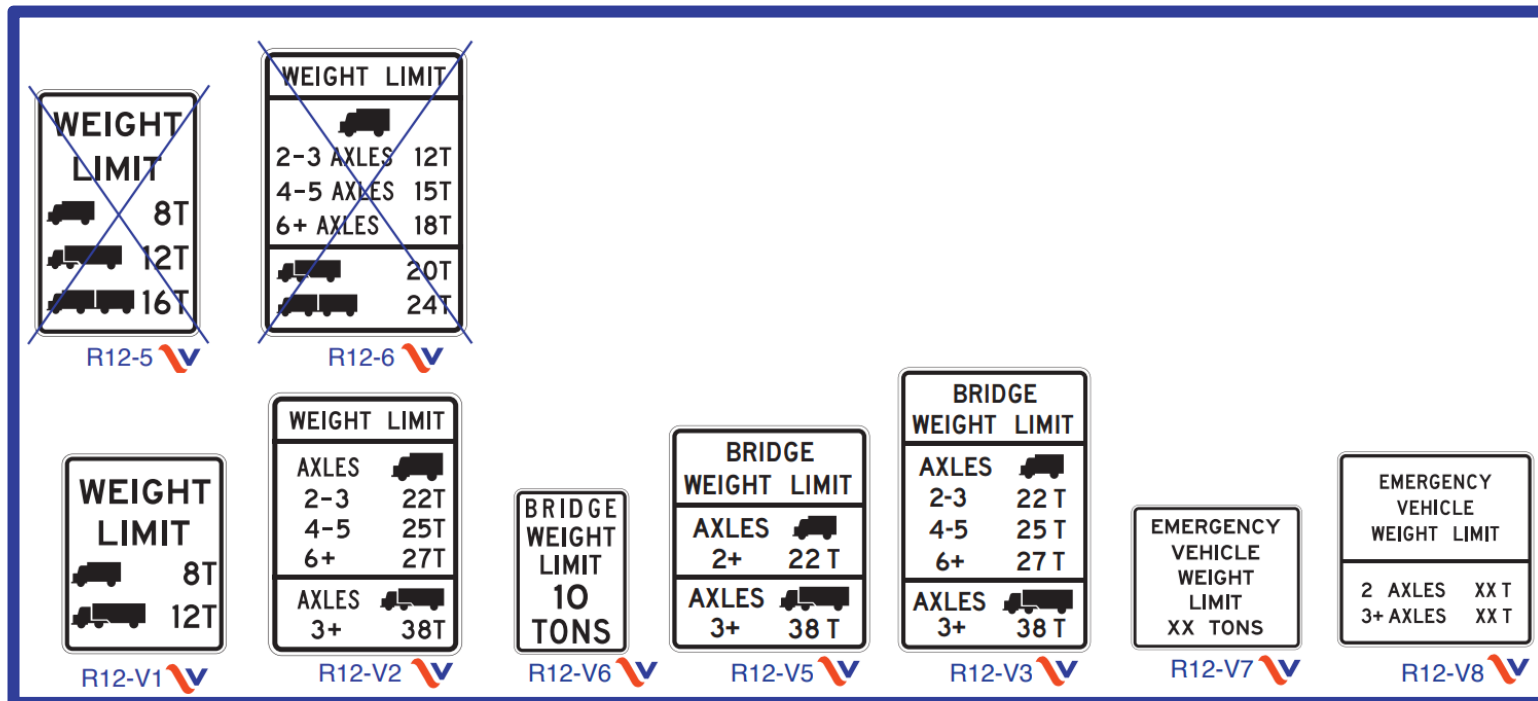 WEIGHT
LIMIT
8T
12T
16T
R12-5
WEIGHT LIMIT
2-3 AXLES 12T
4-5 AXLES 15T
6+ AXLES 18T
20T
24T
R12-6
WEIGHT
LIMIT
8T
12T
R12-V1
WEIGHT LIMIT
AXLES
2-3 22T
4-5 25T
6+ 27T
AXLES
3+ 38T
R12-V2
BRIDGE
WEIGHT
LIMIT
10
TONS
R12-V6
BRIDGE
WEIGHT LIMIT
AXLES
2+ 22 T
AXLES
3+ 38 T
R12-V5
BRIDGE
WEIGHT LIMIT
AXLES
2-3 22 T
4-5 25 T
6+ 27 T
AXLES
3+ 38 T
R12-V3
EMERGENCY
VEHICLE
WEIGHT
LIMIT
XX TONS
R12-V7
EMERGENCY
VEHICLE
WEIGHT LIMIT
2 AXLES XX T
3+ AXLES XX T
R12-V8